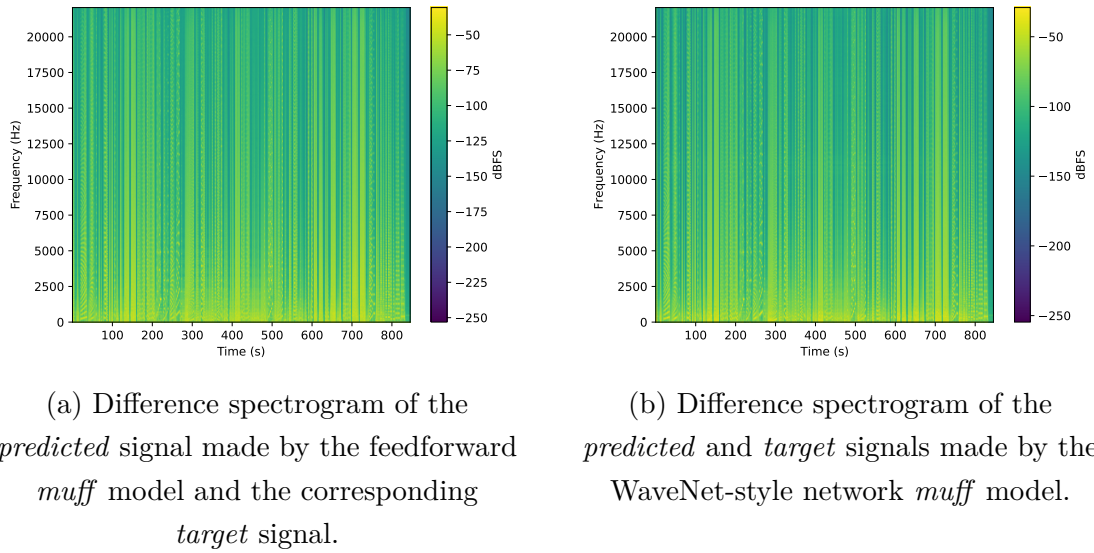 20000
17500
15000
12500
10000
7500
5000
2500
0
Frequency (Hz)
100 200 300 400 500 600 700 800
Time (s)
−50
−75
−100
−125
−150
−175
−200
−225
−250
dBFS
(a) Difference spectrogram of the
predicted signal made by the feedforward
muff model and the corresponding
target signal.
20000
17500
15000
12500
10000
7500
5000
2500
0
Frequency (Hz)
100 200 300 400 500 600 700 800
Time (s)
−50
−100
−150
−200
−250
dBFS
(b) Difference spectrogram of the
predicted and target signals made by the
WaveNet-style network muff model.